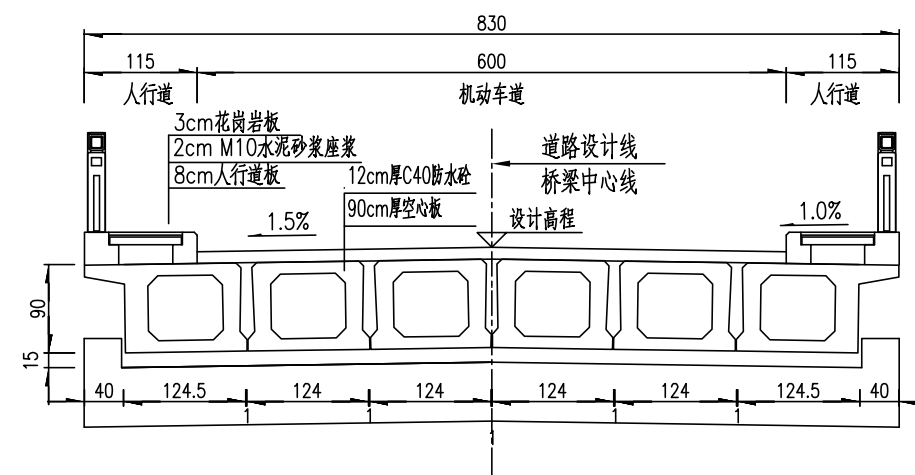 830
115
600
115
人行道
机动车道
人行道
3cm花岗岩板
2cm M10水泥砂浆座浆
8cm人行道板
12cm厚C40防水砼
90cm厚空心板
道路设计线
桥梁中心线
设计高程
1.5%
1.0%
90
15
40
124.5
124
124
124
124
124.5
40
1
1
1
1
1